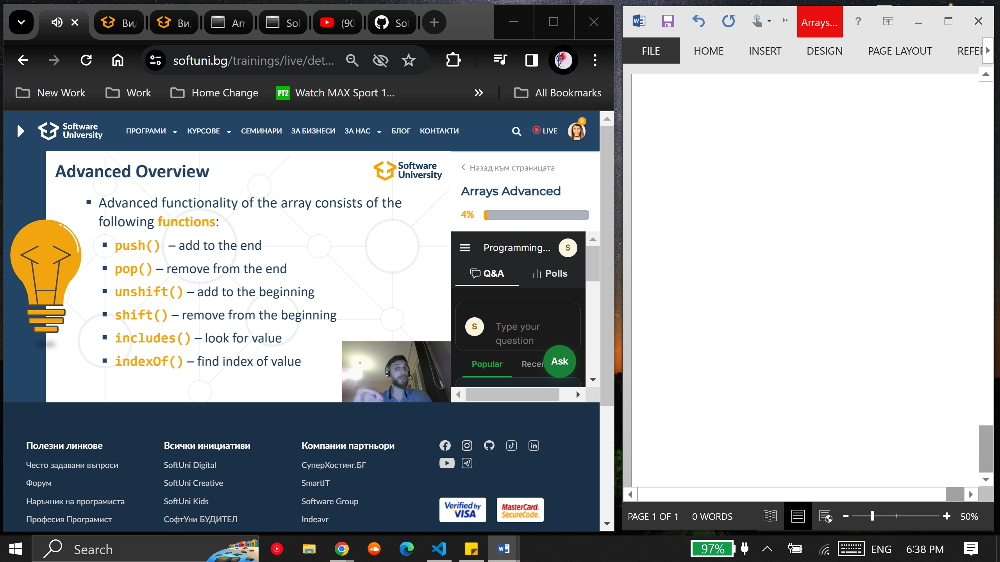 Ви
Ви
Arr
Sol
(90
Sof
softuni.bg/trainings/live/det...
New Work
Work
Home Change
PT2
Watch MAX Sport 1...
All Bookmarks
Software University
ПРОГРАМИ
КУРСОВЕ
СЕМИНАРИ
ЗА БИЗНЕСИ
ЗА НАС
БЛОГ
КОНТАКТИ
LIVE
0
Advanced Overview
Software University
Advanced functionality of the array consists of the
following functions:
push() – add to the end
pop() – remove from the end
unshift() – add to the beginning
shift() – remove from the beginning
includes() – look for value
indexOf() – find index of value
Назад към страницата
Arrays Advanced
4%
Programming...
S
Q&A
Polls
S
Type your
question
Ask
Popular
Recen
Полезни линкове
Често задавани въпроси
Форум
Наръчник на програмиста
Професия Програмист
Всички инициативи
SoftUni Digital
SoftUni Creative
SoftUni Kids
СофтУни БУДИТЕЛ
Компании партньори
СуперХостинг.БГ
SmartIT
Software Group
Indeavr
Verified by
VISA
MasterCard.
SecureCode.
Arrays...
?
FILE
HOME
INSERT
DESIGN
PAGE LAYOUT
REFER
PAGE 1 OF 1
0 WORDS
50%
Search
97%
ENG
6:38 PM